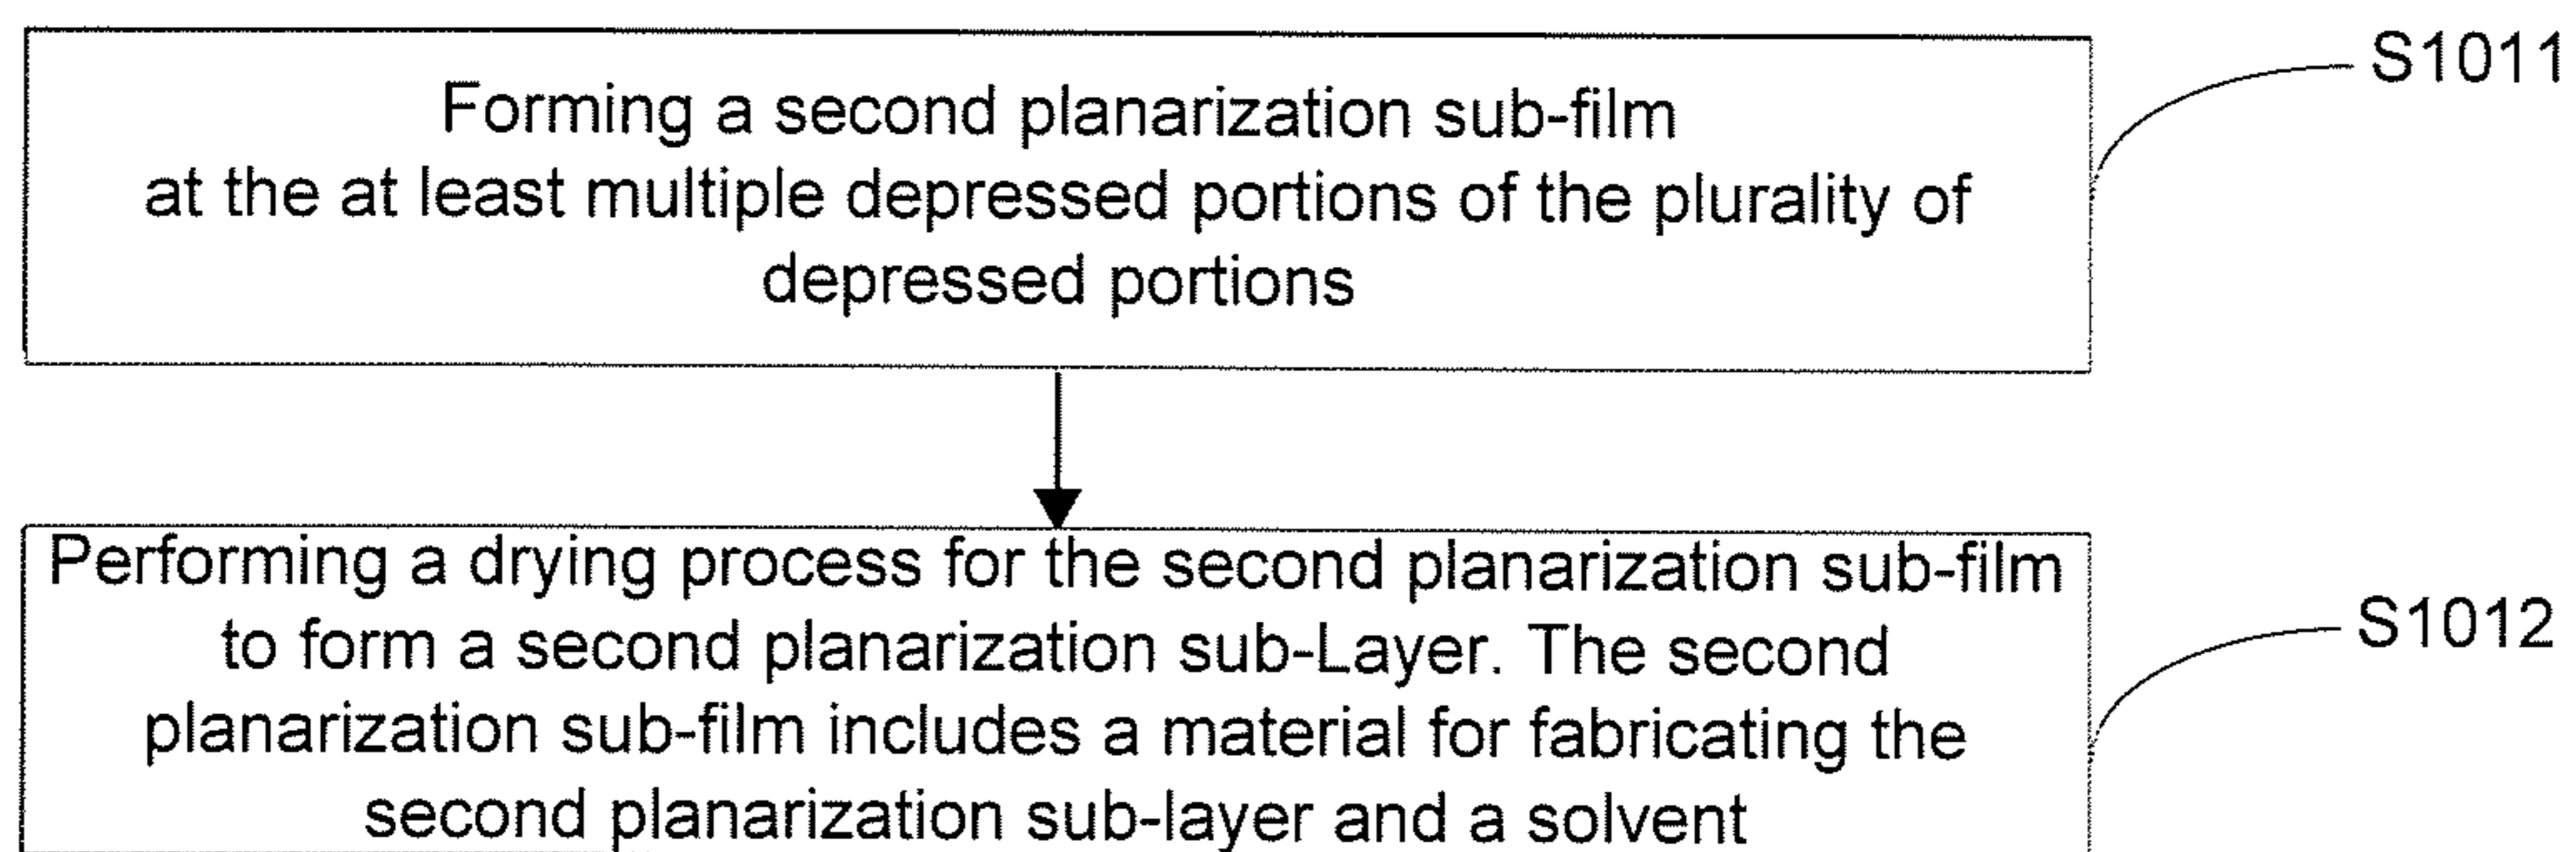 Forming a second planarization sub-film
at the at least multiple depressed portions of the plurality of
depressed portions
S1011
Performing a drying process for the second planarization sub-film
to form a second planarization sub-Layer. The second
planarization sub-film includes a material for fabricating the
second planarization sub-layer and a solvent
S1012